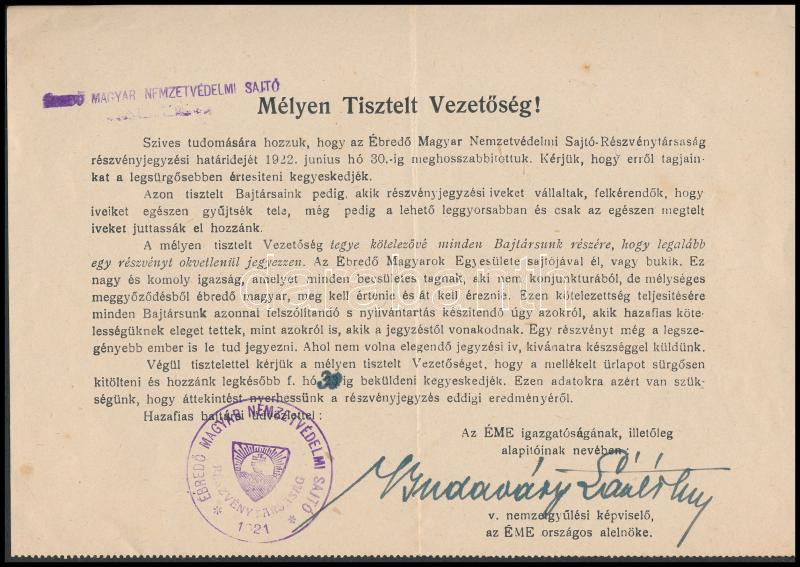 MAGYAR NEMZETVÉDELMI SAJTÓ
Mélyen Tisztelt Vezetőség!
Szives tudomására hozzuk, hogy az Ébredő Magyar Nemzetvédelmi Sajtó-Részvénytársaság
részvényjegyzési határidejét 1922. junius hó 30.-ig meghosszabbitottuk. Kérjük, hogy erről tagjain-
kat a legsürgősebben értesiteni kegyeskedjék.
Azon tisztelt Bajtársaink pedig, akik részvényjegyzési iveket vállaltak, felkérendők, hogy
iveiket egészen gyűjtsék tele, még pedig a lehető leggyorsabban és csak az egészen megtelt
iveket juttassák el hozzánk.
A mélyen tisztelt Vezetőség tegye kötelezővé minden Bajtársunk részére, hogy legalább
egy részvényt okvetlenül jegyezzen. Az Ébredő Magyarok Egyesülete sajtójával él, vagy bukik. Ez
nagy és komoly igazság, amelyet minden becsületes tagnak, aki nem konjunkturából, de mélységes
meggyőződésből ébredő magyar, meg kell értenie és át kell éreznie. Ezen kötelezettség teljesitésére
minden Bajtársunk azonnal felszólitandó s nyilvántartás készitendő úgy azokról, akik hazafias köte-
lességüknek eleget tettek, mint azokról is, akik a jegyzéstől vonakodnak. Egy részvényt még a legsze-
gényebb ember is le tud jegyezni. Ahol nem volna elegendő jegyzési iv, kivánatra készséggel küldünk.
Végül tisztelettel kérjük a mélyen tisztelt Vezetőséget, hogy a mellékelt űrlapot sürgősen
kitölteni és hozzánk legkésőbb f. hó ig beküldeni kegyeskedjék. Ezen adatokra azért van szük-
ségünk, hogy áttekintést nyerhessünk a részvényjegyzés eddigi eredményéről.
Hazafias bajtársi üdvözlettel:
Az ÉME igazgatóságának, illetőleg
alapitóinak nevében:
Budaváry László
v. nemzetgyűlési képviselő,
az ÉME országos alelnöke.
ÉBREDŐ MAGYAR NEMZETVÉDELMI SAJTÓ
RÉSZVÉNYTÁRSASÁG
* 1921 *
darabanth